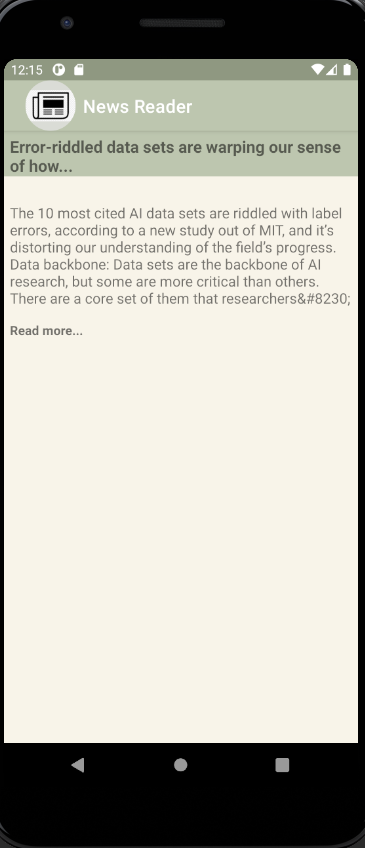 12:15
News Reader
Error-riddled data sets are warping our sense
of how...
The 10 most cited AI data sets are riddled with label
errors, according to a new study out of MIT, and it’s
distorting our understanding of the field’s progress.
Data backbone: Data sets are the backbone of AI
research, but some are more critical than others.
There are a core set of them that researchers&#8230;
Read more...